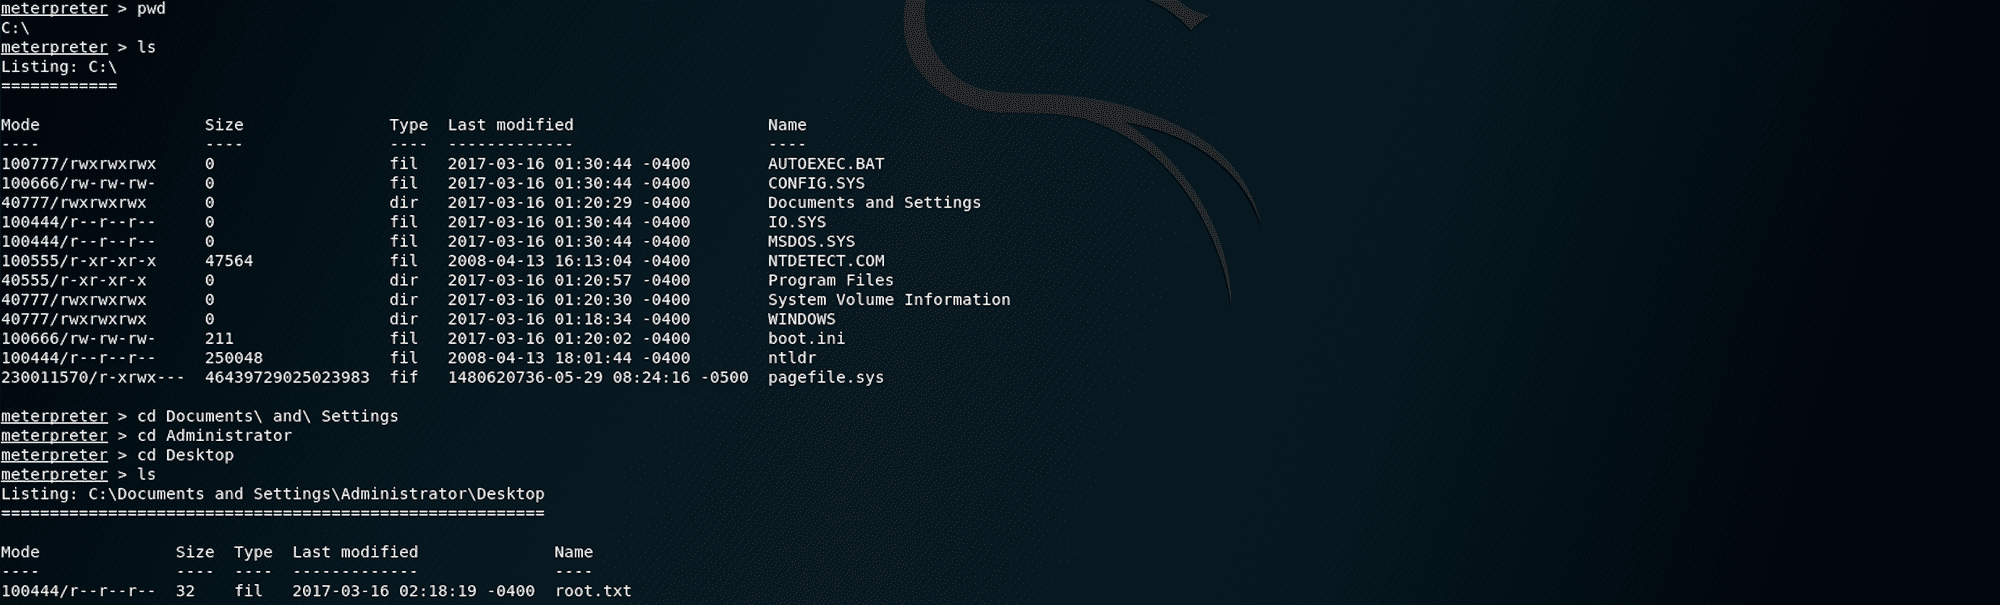 meterpreter > pwd
C:\
meterpreter > ls
Listing: C:\
============
Mode                 Size               Type  Last modified                    Name
----                 ----               ----  -------------                    ----
100777/rwxrwxrwx     0                  fil   2017-03-16 01:30:44 -0400        AUTOEXEC.BAT
100666/rw-rw-rw-     0                  fil   2017-03-16 01:30:44 -0400        CONFIG.SYS
40777/rwxrwxrwx      0                  dir   2017-03-16 01:20:29 -0400        Documents and Settings
100444/r--r--r--     0                  fil   2017-03-16 01:30:44 -0400        IO.SYS
100444/r--r--r--     0                  fil   2017-03-16 01:30:44 -0400        MSDOS.SYS
100555/r-xr-xr-x     47564              fil   2008-04-13 16:13:04 -0400        NTDETECT.COM
40555/r-xr-xr-x      0                  dir   2017-03-16 01:20:57 -0400        Program Files
40777/rwxrwxrwx      0                  dir   2017-03-16 01:20:30 -0400        System Volume Information
40777/rwxrwxrwx      0                  dir   2017-03-16 01:18:34 -0400        WINDOWS
100666/rw-rw-rw-     211                fil   2017-03-16 01:20:02 -0400        boot.ini
100444/r--r--r--     250048             fil   2008-04-13 18:01:44 -0400        ntldr
230011570/r-xrwx---  46439729025023983  fif   1480620736-05-29 08:24:16 -0500  pagefile.sys
meterpreter > cd Documents\ and\ Settings
meterpreter > cd Administrator
meterpreter > cd Desktop
meterpreter > ls
Listing: C:\Documents and Settings\Administrator\Desktop
========================================================
Mode              Size  Type  Last modified              Name
----              ----  ----  -------------              ----
100444/r--r--r--  32    fil   2017-03-16 02:18:19 -0400  root.txt